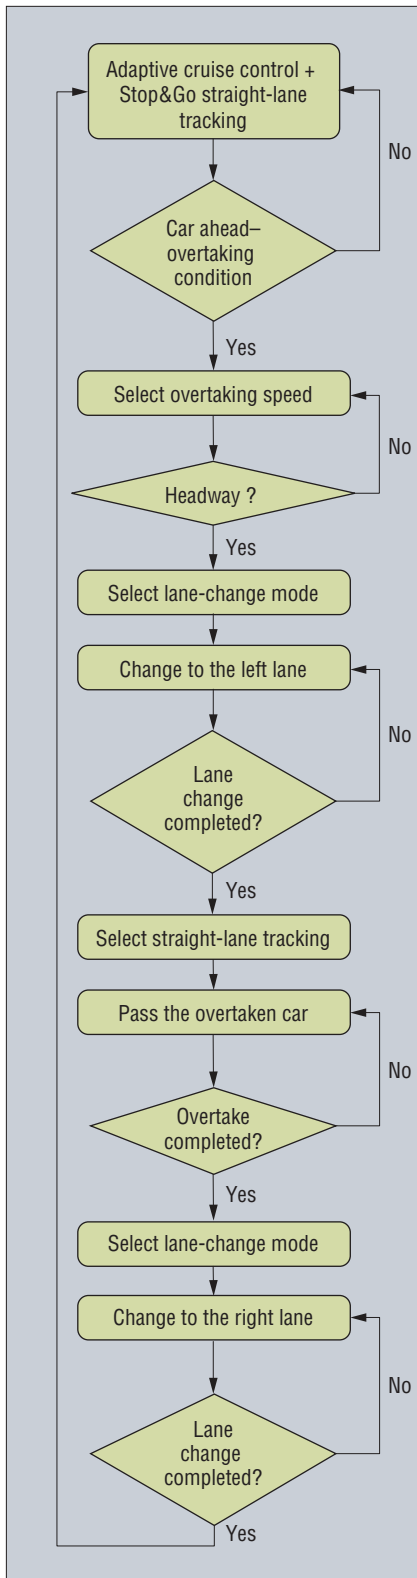 Adaptive cruise control +
Stop&Go straight-lane
tracking
No
Car ahead–
overtaking
condition
Yes
Select overtaking speed
No
Headway ?
Yes
Select lane-change mode
Change to the left lane
No
Lane
change
completed?
Yes
Select straight-lane tracking
Pass the overtaken car
No
Overtake
completed?
Yes
Select lane-change mode
Change to the right lane
No
Lane
change
completed?
Yes